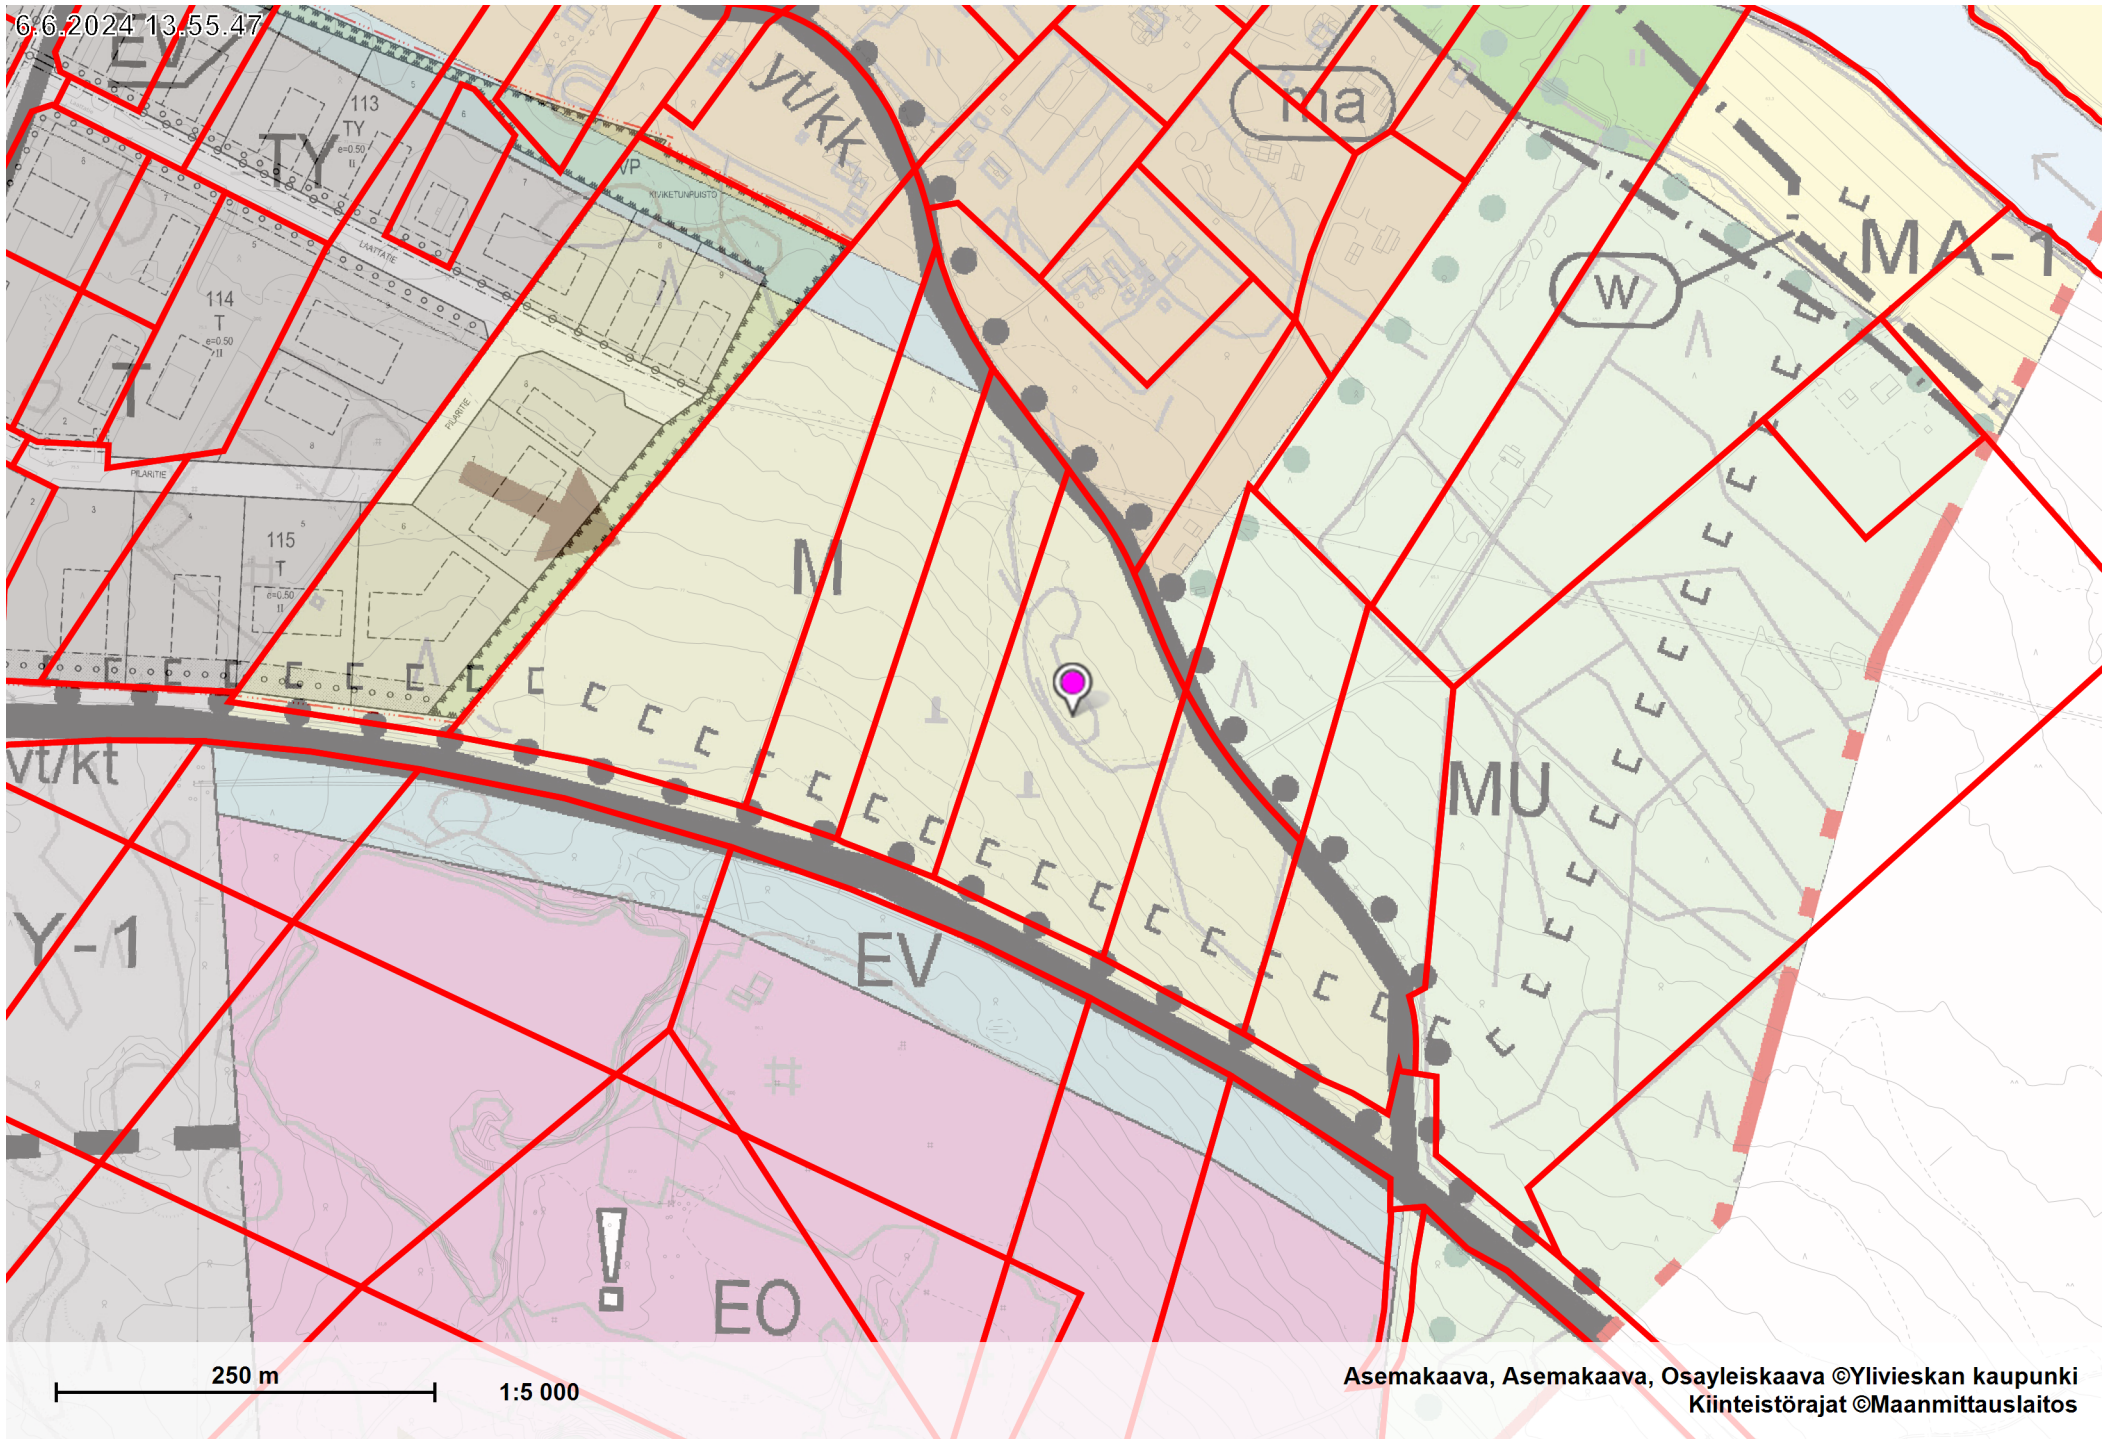 6.6.2024 13.55.47
EV
yt/kk
ma
113
TY
e=0.50
II
TY
VP
KIVIKETUNPUISTO
LAATTATIE
MA-1
W
114
T
e=0.50
II
T
PILARITIE
PILARITIE
115
T
e=0.50
II
M
vt/kt
MU
Y-1
EV
EO
250 m
1:5 000
Asemakaava, Asemakaava, Osayleiskaava ©Ylivieskan kaupunki
Kiinteistörajat ©Maanmittauslaitos